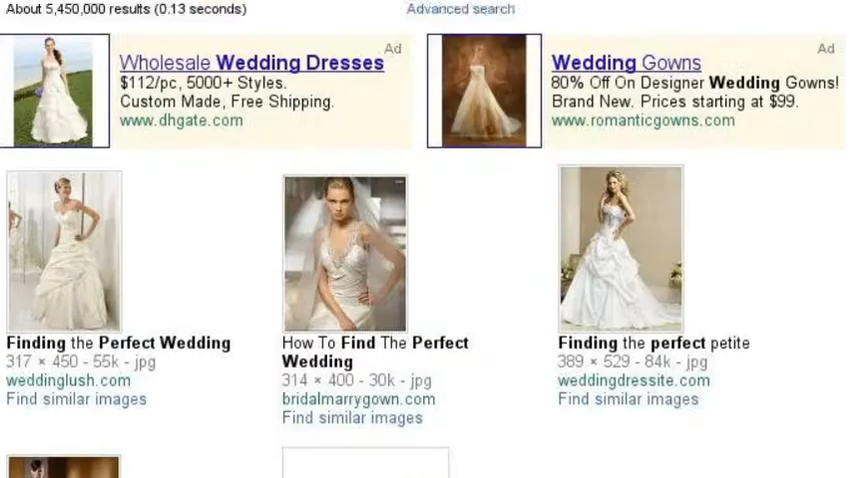 About 5,450,000 results (0.13 seconds)
Advanced search
Ad
Wholesale Wedding Dresses
$112/pc, 5000+ Styles.
Custom Made, Free Shipping.
www.dhgate.com
Ad
Wedding Gowns
80% Off On Designer Wedding Gowns!
Brand New. Prices starting at $99.
www.romanticgowns.com
Finding the Perfect Wedding
317 × 450 - 55k - jpg
weddinglush.com
Find similar images
How To Find The Perfect
Wedding
314 × 400 - 30k - jpg
bridalmarrygown.com
Find similar images
Finding the perfect petite
389 × 529 - 84k - jpg
weddingdressite.com
Find similar images